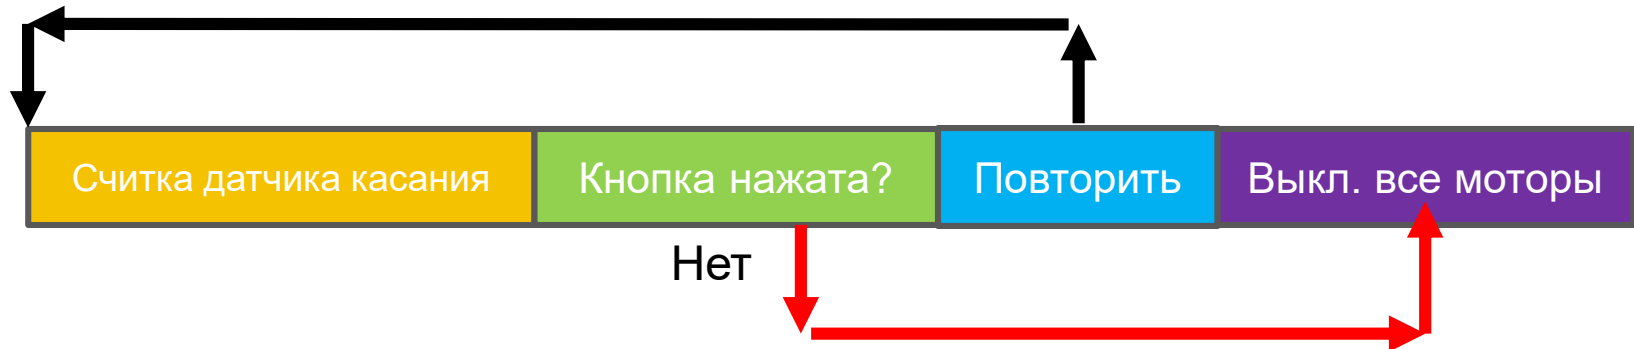 Считка датчика касания
Кнопка нажата?
Повторить
Выкл. все моторы
Нет